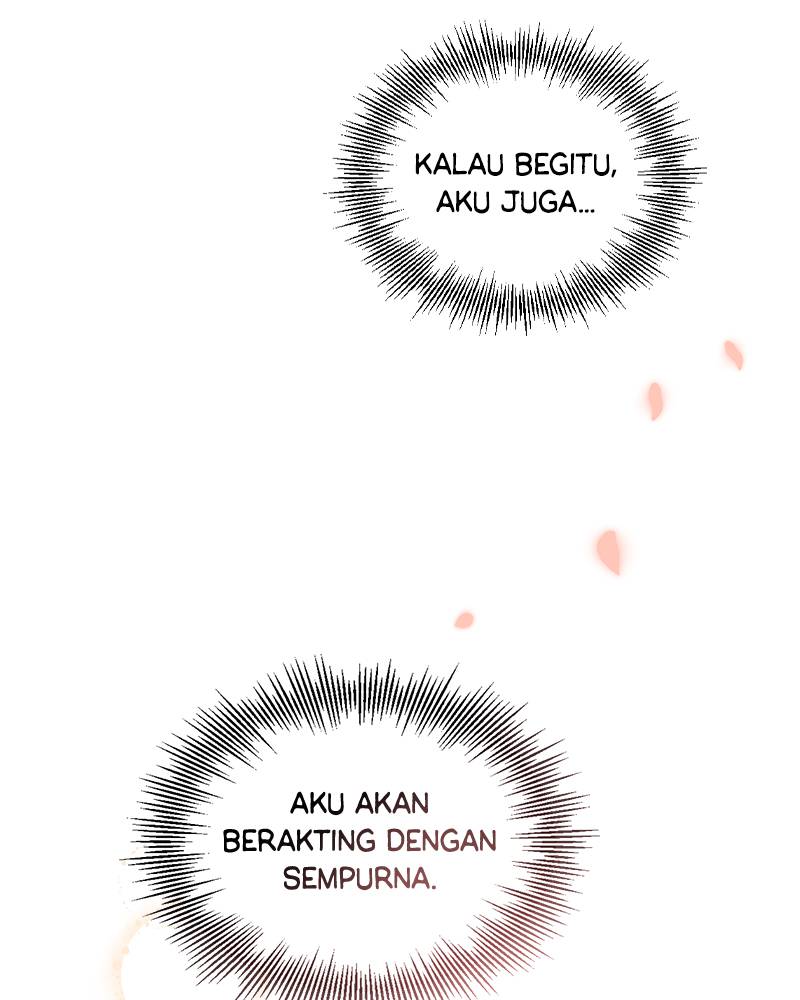 KALAU BEGITU,
AKU JUGA...
AKU AKAN
BERAKTING DENGAN
SEMPURNA.